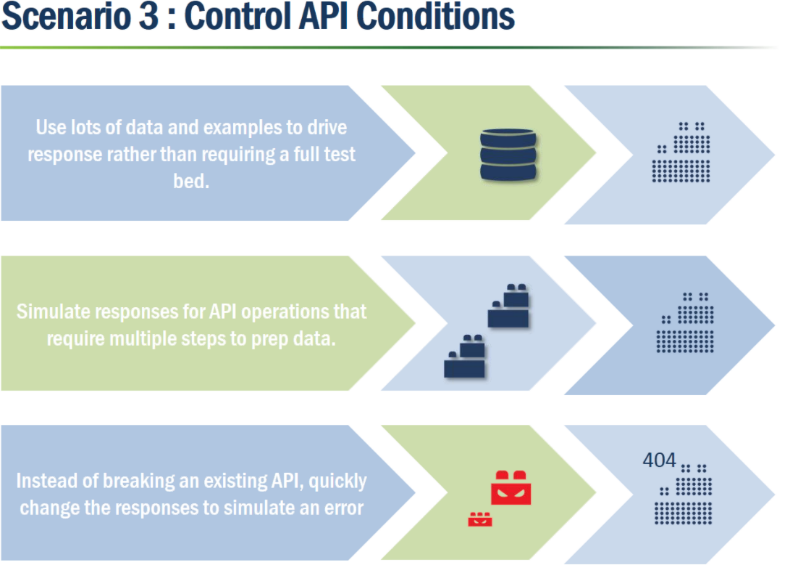 Scenario 3 : Control API Conditions
Use lots of data and examples to drive
response rather than requiring a full test
bed.
Simulate responses for API operations that
require multiple steps to prep data.
Instead of breaking an existing API, quickly
change the responses to simulate an error
404